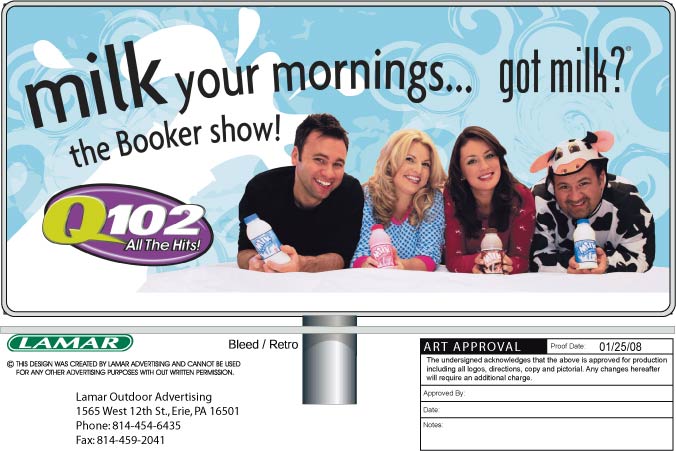 milk your mornings... got milk?®
the Booker show!
Q102
All The Hits!
LAMAR
Bleed / Retro
© THIS DESIGN WAS CREATED BY LAMAR ADVERTISING AND CANNOT BE USED
FOR ANY OTHER ADVERTISING PURPOSES WITH OUT WRITTEN PERMISSION.
Lamar Outdoor Advertising
1565 West 12th St., Erie, PA 16501
Phone: 814-454-6435
Fax: 814-459-2041
ART APPROVAL Proof Date: 01/25/08
The undersigned acknowledges that the above is approved for production
including all logos, directions, copy and pictorial. Any changes hereafter
will require an additional charge.
Approved By:
Date:
Notes: